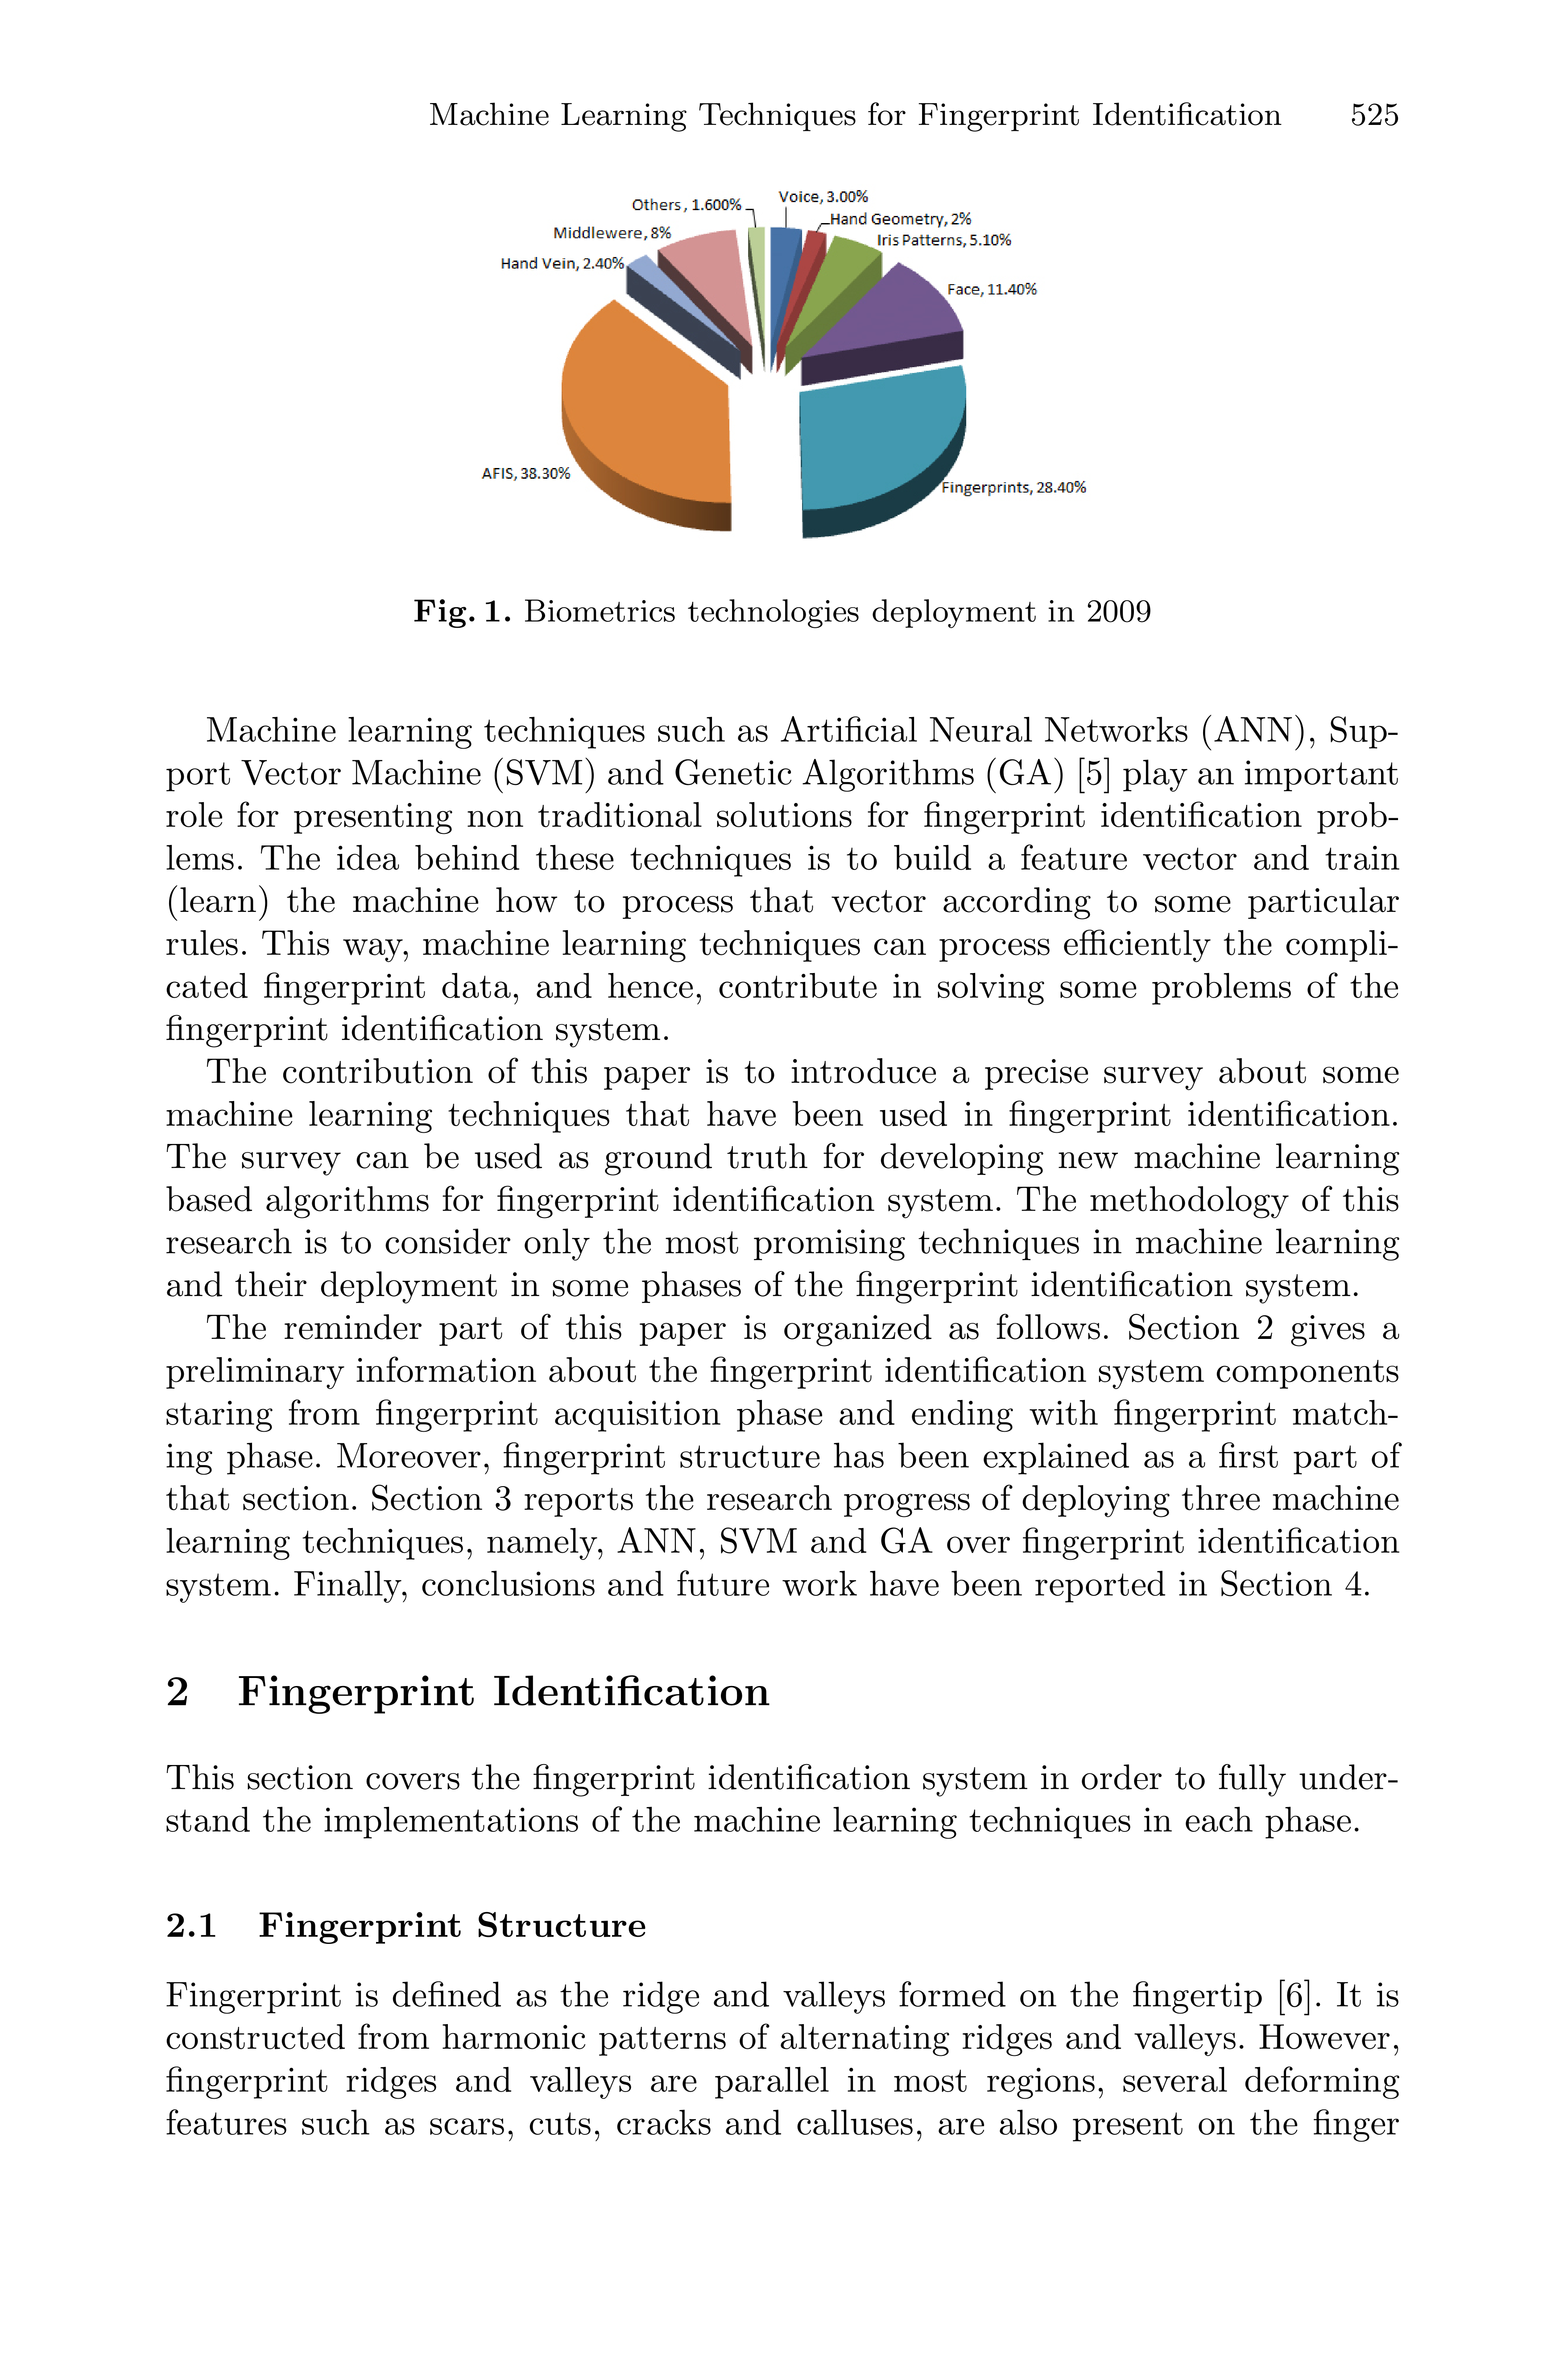 Machine Learning Techniques for Fingerprint Identification 525
Others , 1.600%
Voice, 3.00%
Hand Geometry, 2%
Middlewere, 8%
Iris Patterns, 5.10%
Hand Vein, 2.40%
Face, 11.40%
AFIS, 38.30%
Fingerprints, 28.40%
Fig. 1. Biometrics technologies deployment in 2009
Machine learning techniques such as Artificial Neural Networks (ANN), Sup-
port Vector Machine (SVM) and Genetic Algorithms (GA) [5] play an important
role for presenting non traditional solutions for fingerprint identification prob-
lems. The idea behind these techniques is to build a feature vector and train
(learn) the machine how to process that vector according to some particular
rules. This way, machine learning techniques can process efficiently the compli-
cated fingerprint data, and hence, contribute in solving some problems of the
fingerprint identification system.
The contribution of this paper is to introduce a precise survey about some
machine learning techniques that have been used in fingerprint identification.
The survey can be used as ground truth for developing new machine learning
based algorithms for fingerprint identification system. The methodology of this
research is to consider only the most promising techniques in machine learning
and their deployment in some phases of the fingerprint identification system.
The reminder part of this paper is organized as follows. Section 2 gives a
preliminary information about the fingerprint identification system components
staring from fingerprint acquisition phase and ending with fingerprint match-
ing phase. Moreover, fingerprint structure has been explained as a first part of
that section. Section 3 reports the research progress of deploying three machine
learning techniques, namely, ANN, SVM and GA over fingerprint identification
system. Finally, conclusions and future work have been reported in Section 4.
2 Fingerprint Identification
This section covers the fingerprint identification system in order to fully under-
stand the implementations of the machine learning techniques in each phase.
2.1 Fingerprint Structure
Fingerprint is defined as the ridge and valleys formed on the fingertip [6]. It is
constructed from harmonic patterns of alternating ridges and valleys. However,
fingerprint ridges and valleys are parallel in most regions, several deforming
features such as scars, cuts, cracks and calluses, are also present on the finger